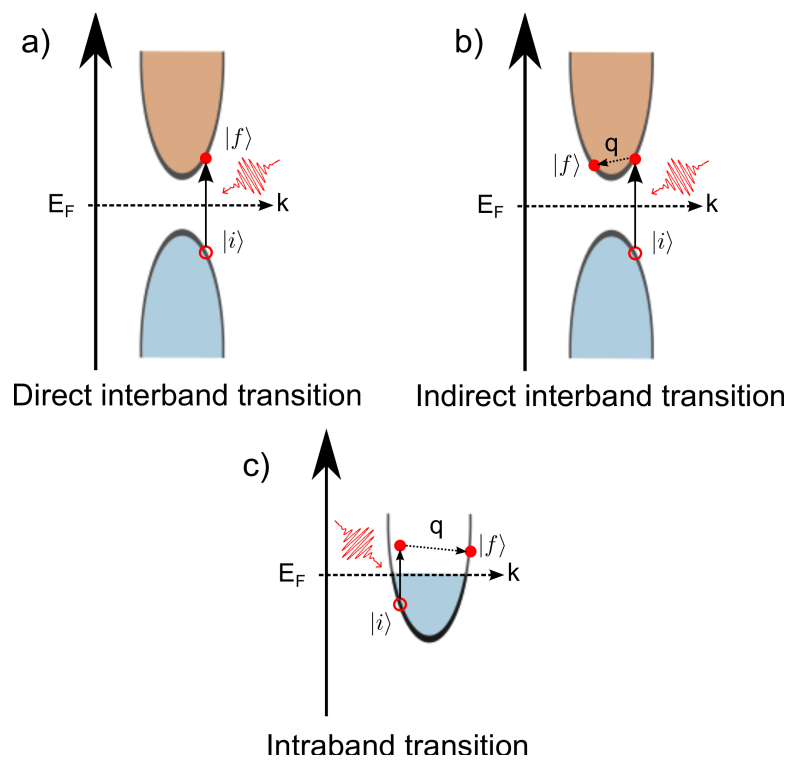 a)
|f⟩
E_F
k
|i⟩
Direct interband transition
b)
q
|f⟩
E_F
k
|i⟩
Indirect interband transition
c)
q
|f⟩
E_F
k
|i⟩
Intraband transition